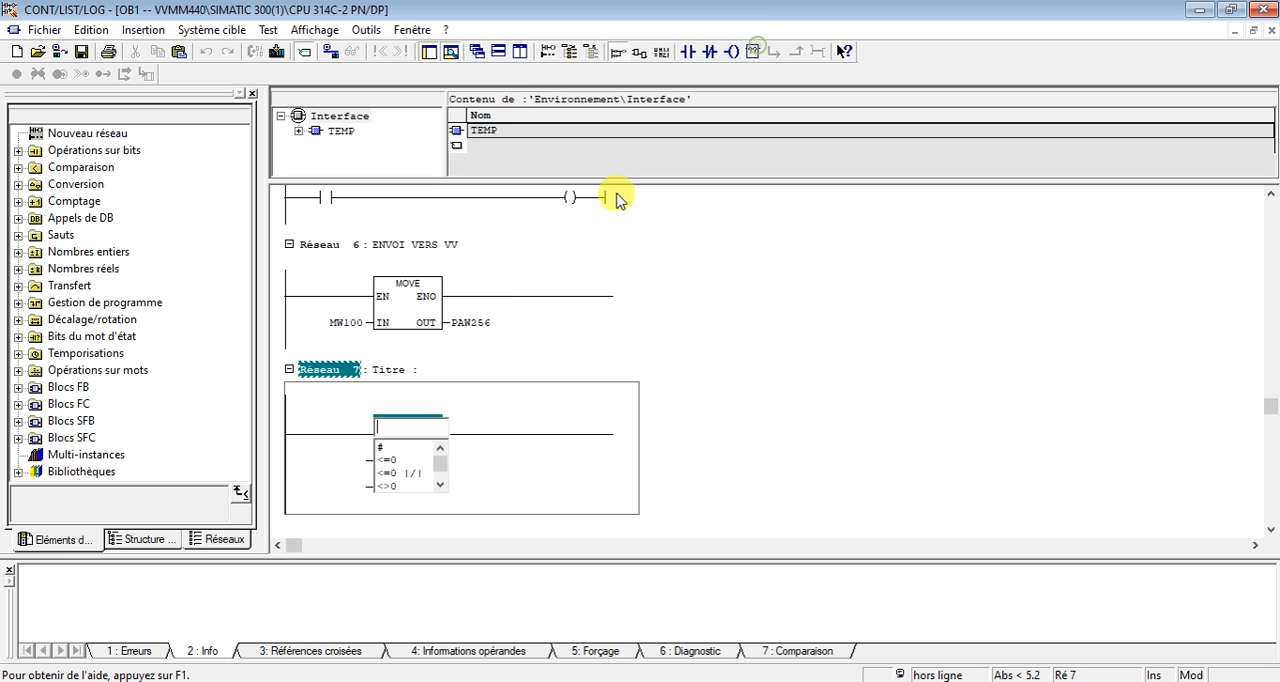 CONT/LIST/LOG - [OB1 -- VVMM440\SIMATIC 300(1)\CPU 314C-2 PN/DP]
Fichier Edition Insertion Système cible Test Affichage Outils Fenêtre ?
Contenu de :'Environnement\Interface'
Interface
TEMP
Nom
TEMP
Nouveau réseau
Opérations sur bits
Comparaison
Conversion
Comptage
Appels de DB
Sauts
Nombres entiers
Nombres réels
Transfert
Gestion de programme
Décalage/rotation
Bits du mot d'état
Temporisations
Opérations sur mots
Blocs FB
Blocs FC
Blocs SFB
Blocs SFC
Multi-instances
Bibliothèques
Eléments d... Structure ... Réseaux
Réseau 6 : ENVOI VERS VV
MOVE
EN ENO
MW100 IN OUT PAW256
Réseau 7 : Titre :
#
<=0
<=0 |/|
<>0
1 : Erreurs 2 : Info 3: Références croisées 4: Informations opérandes 5: Forçage 6 : Diagnostic 7 : Comparaison
Pour obtenir de l'aide, appuyez sur F1. hors ligne Abs < 5.2 Ré 7 Ins Mod